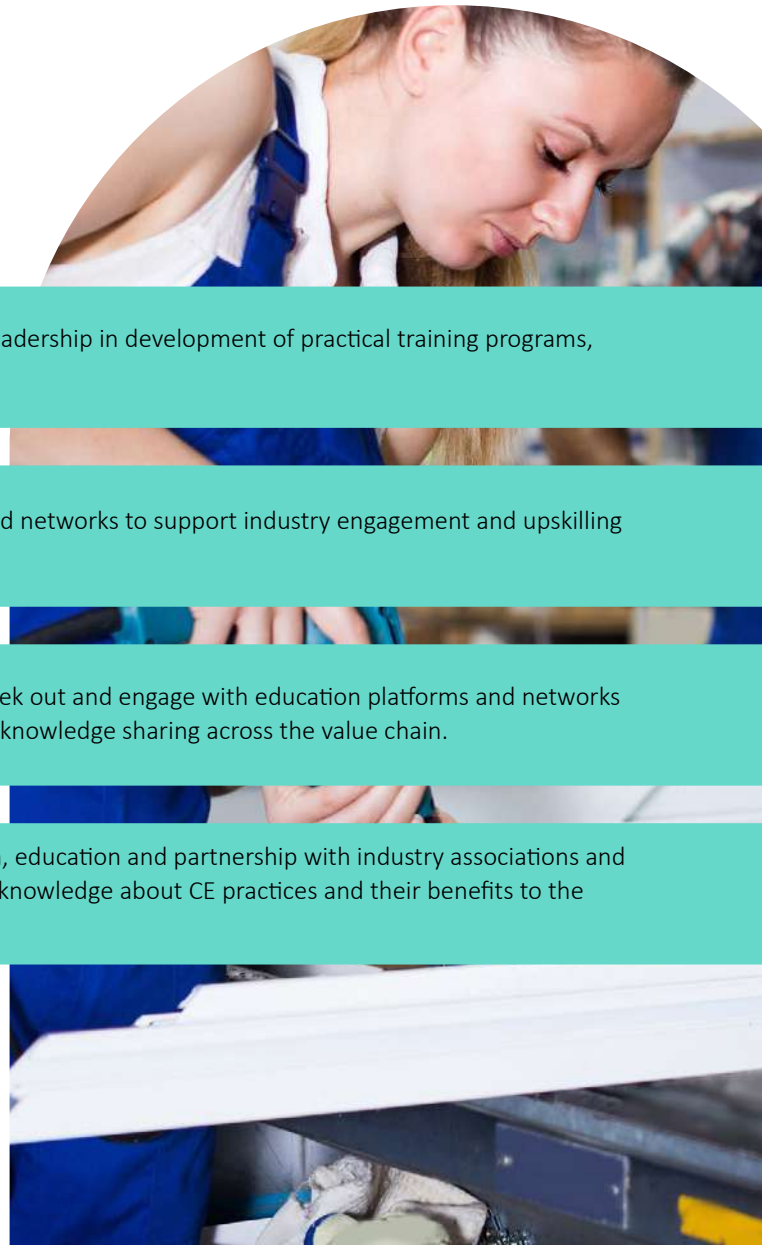 adership in development of practical training programs,
d networks to support industry engagement and upskilling
ek out and engage with education platforms and networks
knowledge sharing across the value chain.
, education and partnership with industry associations and
knowledge about CE practices and their benefits to the